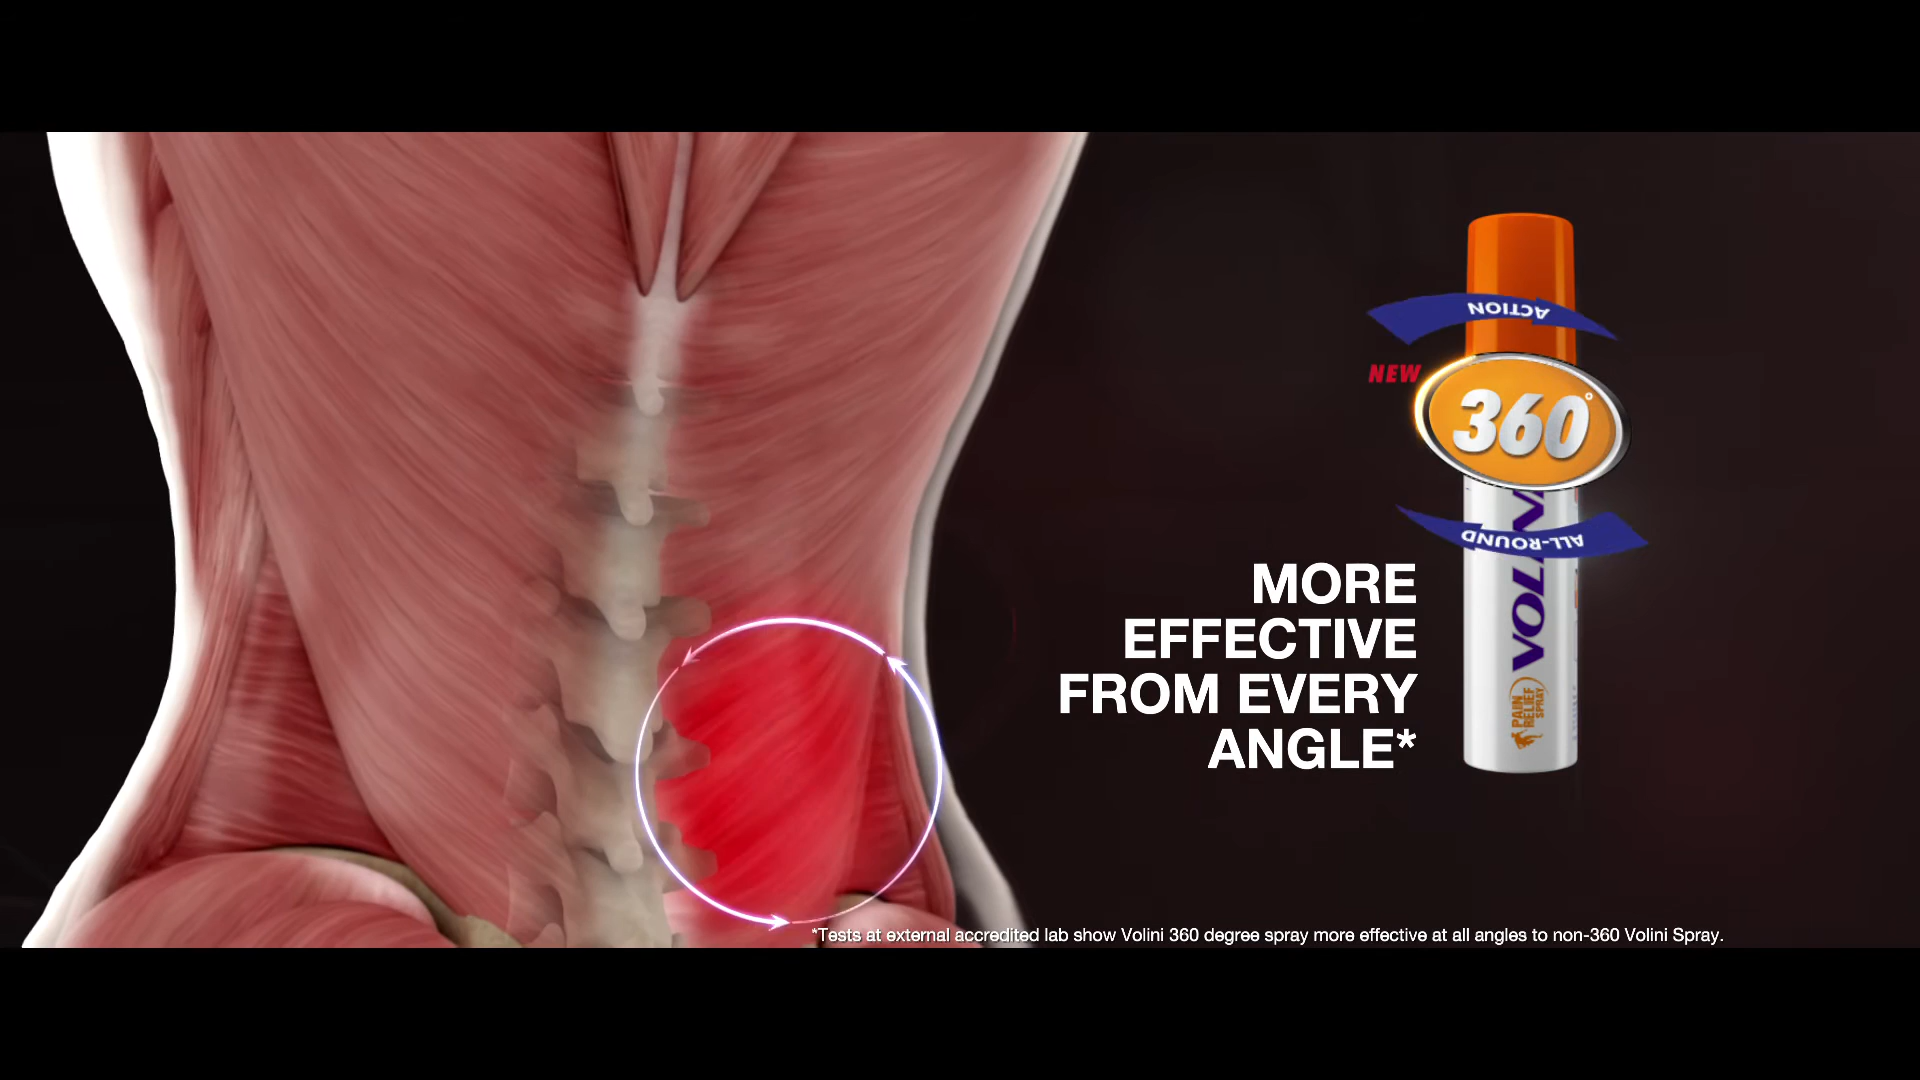 ACTION
NEW
360°
ALL-ROUND
VOLINI
PAIN
RELIEF
SPRAY
MORE
EFFECTIVE
FROM EVERY
ANGLE*
*Tests at external accredited lab show Volini 360 degree spray more effective at all angles to non-360 Volini Spray.